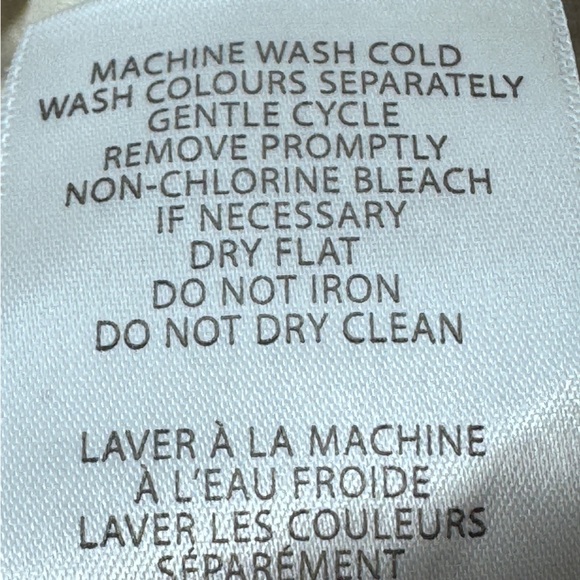 MACHINE WASH COLD
WASH COLOURS SEPARATELY
GENTLE CYCLE
REMOVE PROMPTLY
NON-CHLORINE BLEACH
IF NECESSARY
DRY FLAT
DO NOT IRON
DO NOT DRY CLEAN
LAVER À LA MACHINE
À L'EAU FROIDE
LAVER LES COULEURS
SÉPARÉMENT